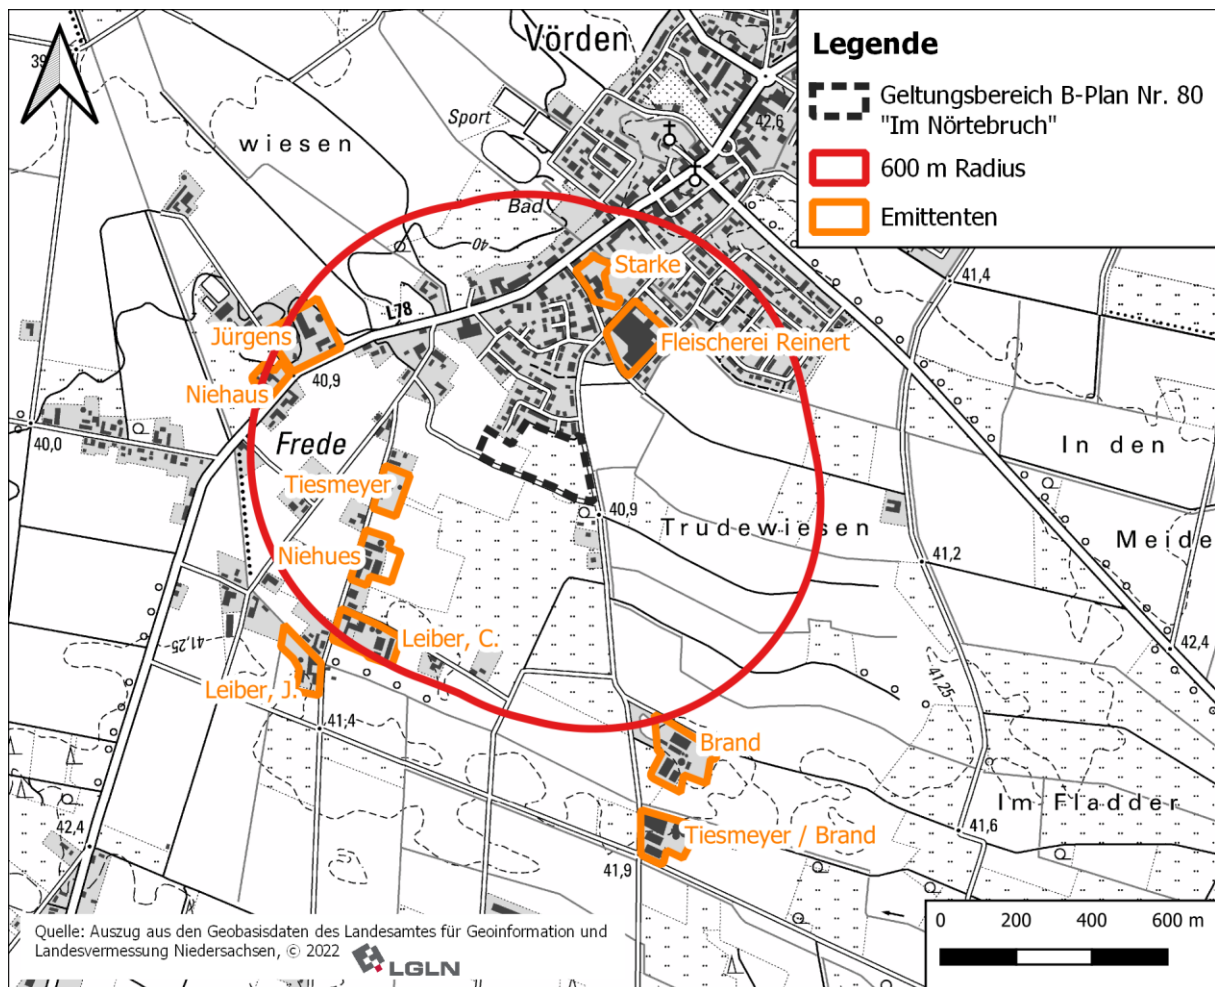 Vörden
39
Legende
Geltungsbereich B-Plan Nr. 80
"Im Nörtebruch"
600 m Radius
Emittenten
Sport
42,6
wiesen
Bad
40
41,4
Starke
L78
Jürgens
Fleischerei Reinert
Niehaus
40,9
40,0
Frede
In den
Tiesmeyer
40,9
Trudewiesen
Meide
Niehues
41,2
Leiber, C.
41,25
42,4
Leiber, J.
41,25
41,4
Brand
Im Fladder
42,4
Tiesmeyer / Brand
41,6
41,9
Quelle: Auszug aus den Geobasisdaten des Landesamtes für Geoinformation und
Landesvermessung Niedersachsen, © 2022
LGLN
0 200 400 600 m